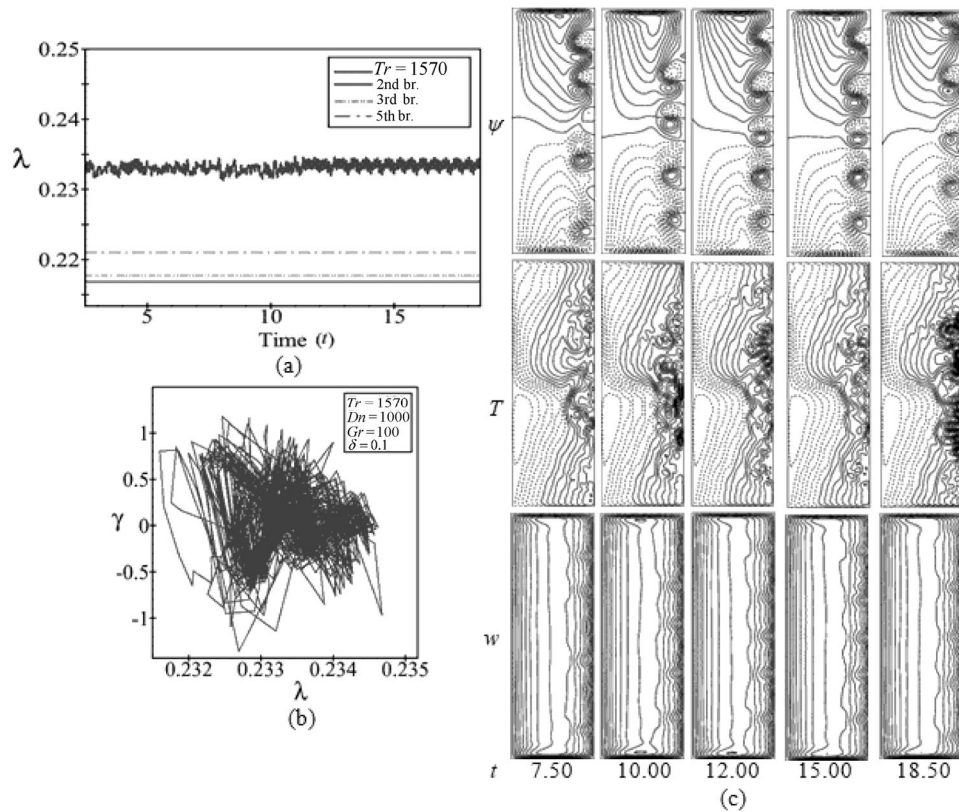 (a)
0.25
0.24
0.23
0.22
λ
Tr = 1570
2nd br.
3rd br.
5th br.
5
10
15
Time (t)
(a)
1
0.5
0
-0.5
-1
γ
Tr = 1570
Dn = 1000
Gr = 100
δ = 0.1
0.232
0.233
0.234
0.235
λ
(b)
(c)
ψ
T
w
t
7.50
10.00
12.00
15.00
18.50
(c)